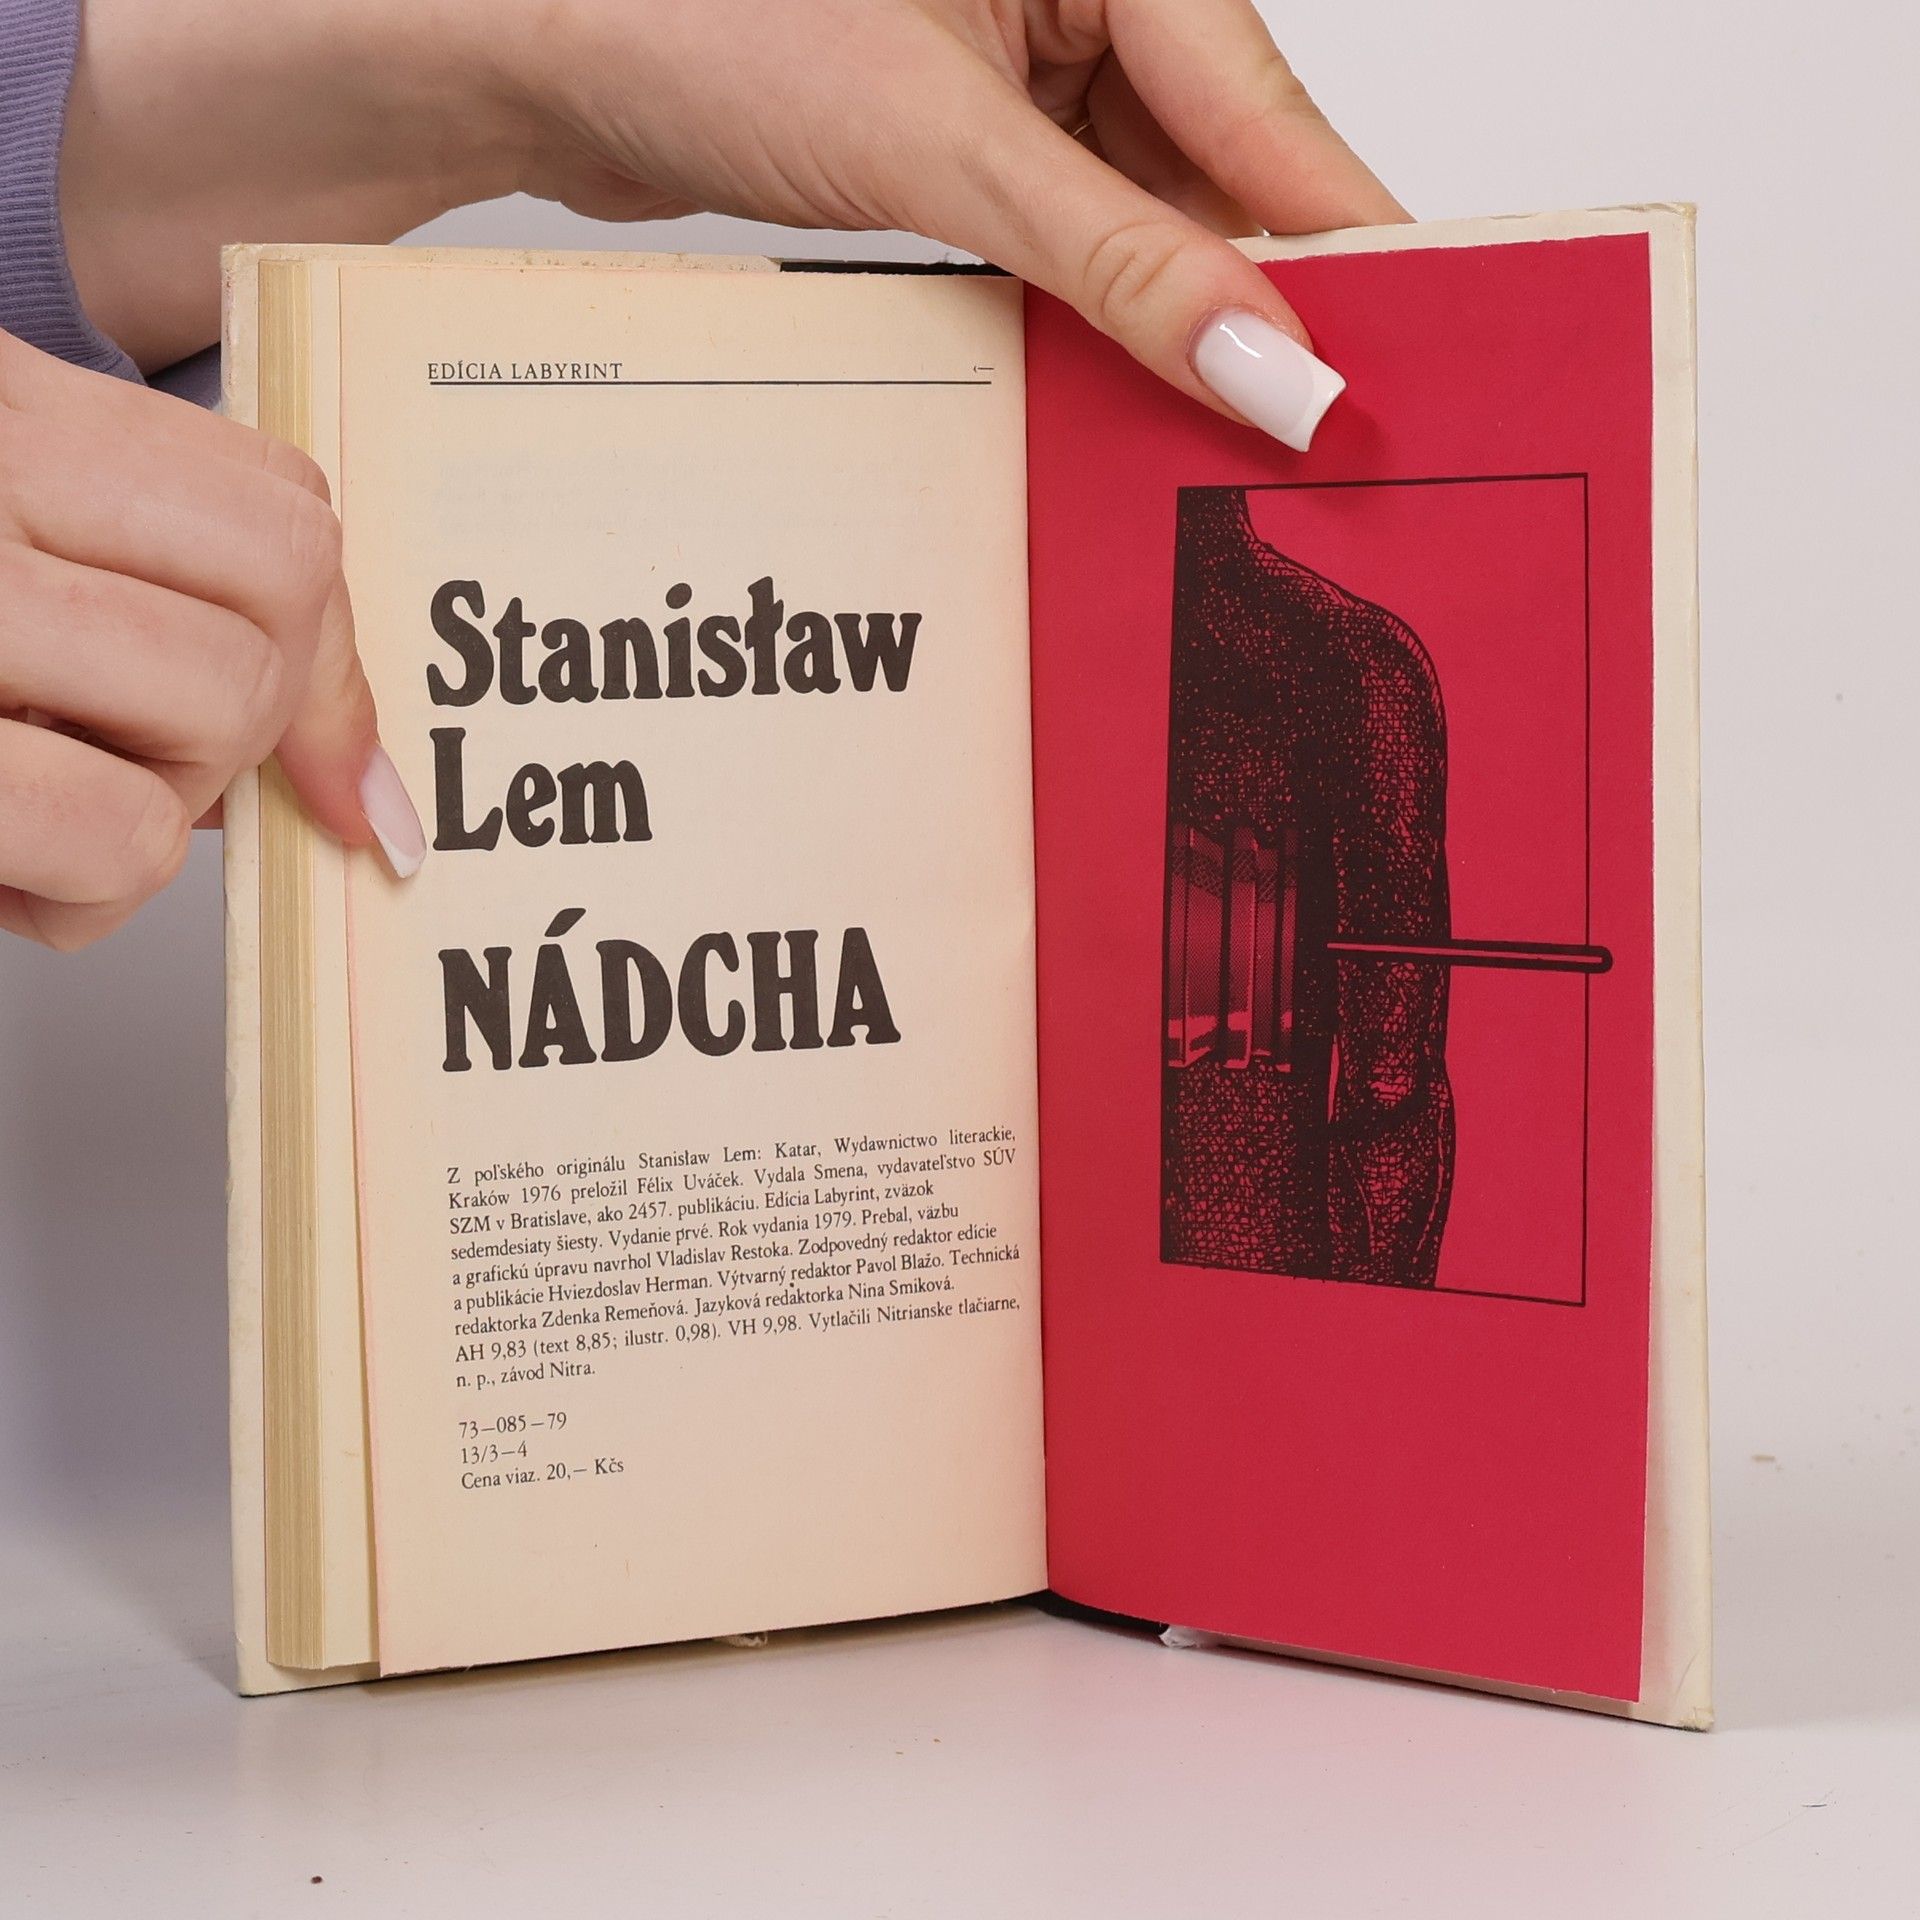 EDÍCIA LABYRINT
Stanisław
Lem
NÁDCHA
Z poľského originálu Stanisław Lem: Katar, Wydawnictwo literackie,
Kraków 1976 preložil Félix Uváček. Vydala Smena, vydavateľstvo SÚV
SZM v Bratislave, ako 2457. publikáciu. Edícia Labyrint, zväzok
sedemdesiaty šiesty. Vydanie prvé. Rok vydania 1979. Prebal, väzbu
a grafickú úpravu navrhol Vladislav Restoka. Zodpovedný redaktor edície
a publikácie Hviezdoslav Herman. Výtvarný redaktor Pavol Blažo. Technická
redaktorka Zdenka Remeňová. Jazyková redaktorka Nina Smiková.
AH 9,83 (text 8,85; ilustr. 0,98). VH 9,98. Vytlačili Nitrianske tlačiarne,
n. p., závod Nitra.
73—085—79
13/3—4
Cena viaz. 20,— Kčs